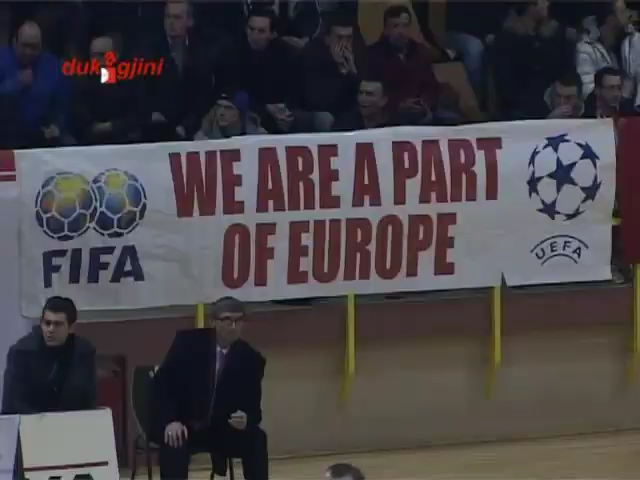 dukagjini
WE ARE A PART
OF EUROPE
FIFA
UEFA